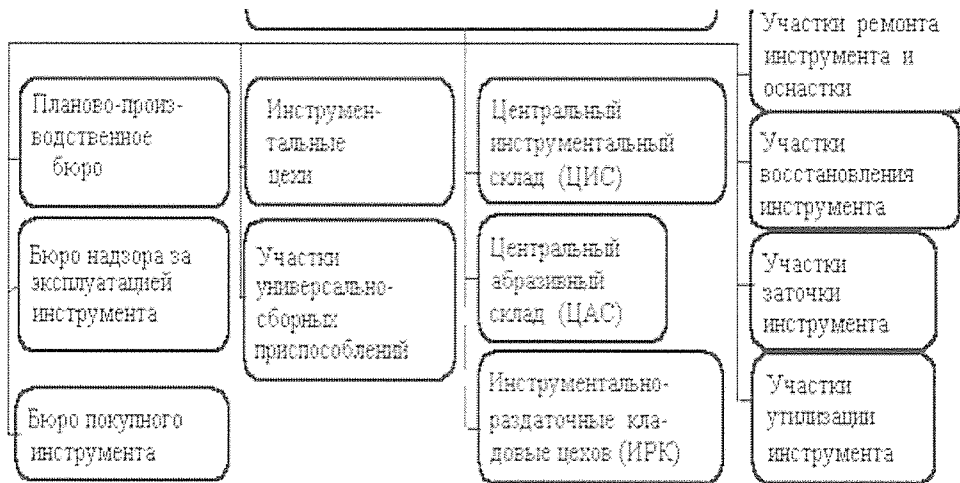 Планово-произ-
водственное
бюро
Бюро надзора за
эксплуатацией
инструмента
Бюро покупного
инструмента
Инструмен-
тальные
цехи
Участки
универсально-
сборных
приспособлений
Центральный
инструментальный
склад (ЦИС)
Центральный
абразивный
склад (ЦАС)
Инструментально-
раздаточные кла-
довые цехов (ИРК)
Участки ремонта
инструмента и
оснастки
Участки
восстановления
инструмента
Участки
заточки
инструмента
Участки
утилизации
инструмента